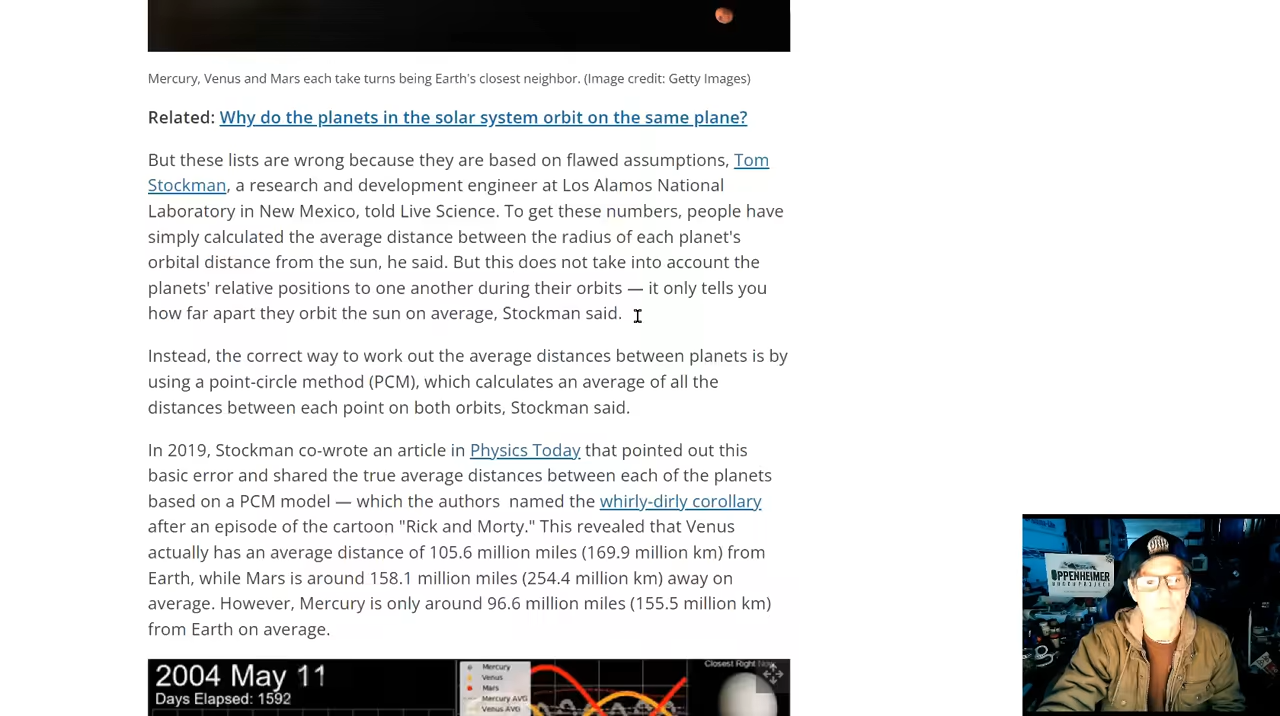 Mercury, Venus and Mars each take turns being Earth's closest neighbor. (Image credit: Getty Images)
Related: Why do the planets in the solar system orbit on the same plane?
But these lists are wrong because they are based on flawed assumptions, Tom
Stockman, a research and development engineer at Los Alamos National
Laboratory in New Mexico, told Live Science. To get these numbers, people have
simply calculated the average distance between the radius of each planet's
orbital distance from the sun, he said. But this does not take into account the
planets' relative positions to one another during their orbits — it only tells you
how far apart they orbit the sun on average, Stockman said.
Instead, the correct way to work out the average distances between planets is by
using a point-circle method (PCM), which calculates an average of all the
distances between each point on both orbits, Stockman said.
In 2019, Stockman co-wrote an article in Physics Today that pointed out this
basic error and shared the true average distances between each of the planets
based on a PCM model — which the authors  named the whirly-dirly corollary
after an episode of the cartoon "Rick and Morty." This revealed that Venus
actually has an average distance of 105.6 million miles (169.9 million km) from
Earth, while Mars is around 158.1 million miles (254.4 million km) away on
average. However, Mercury is only around 96.6 million miles (155.5 million km)
from Earth on average.
2004 May 11
Days Elapsed: 1592
Mercury
Venus
Mars
Mercury AVG
Venus AVG
Closest Right
OPPENHEIMER